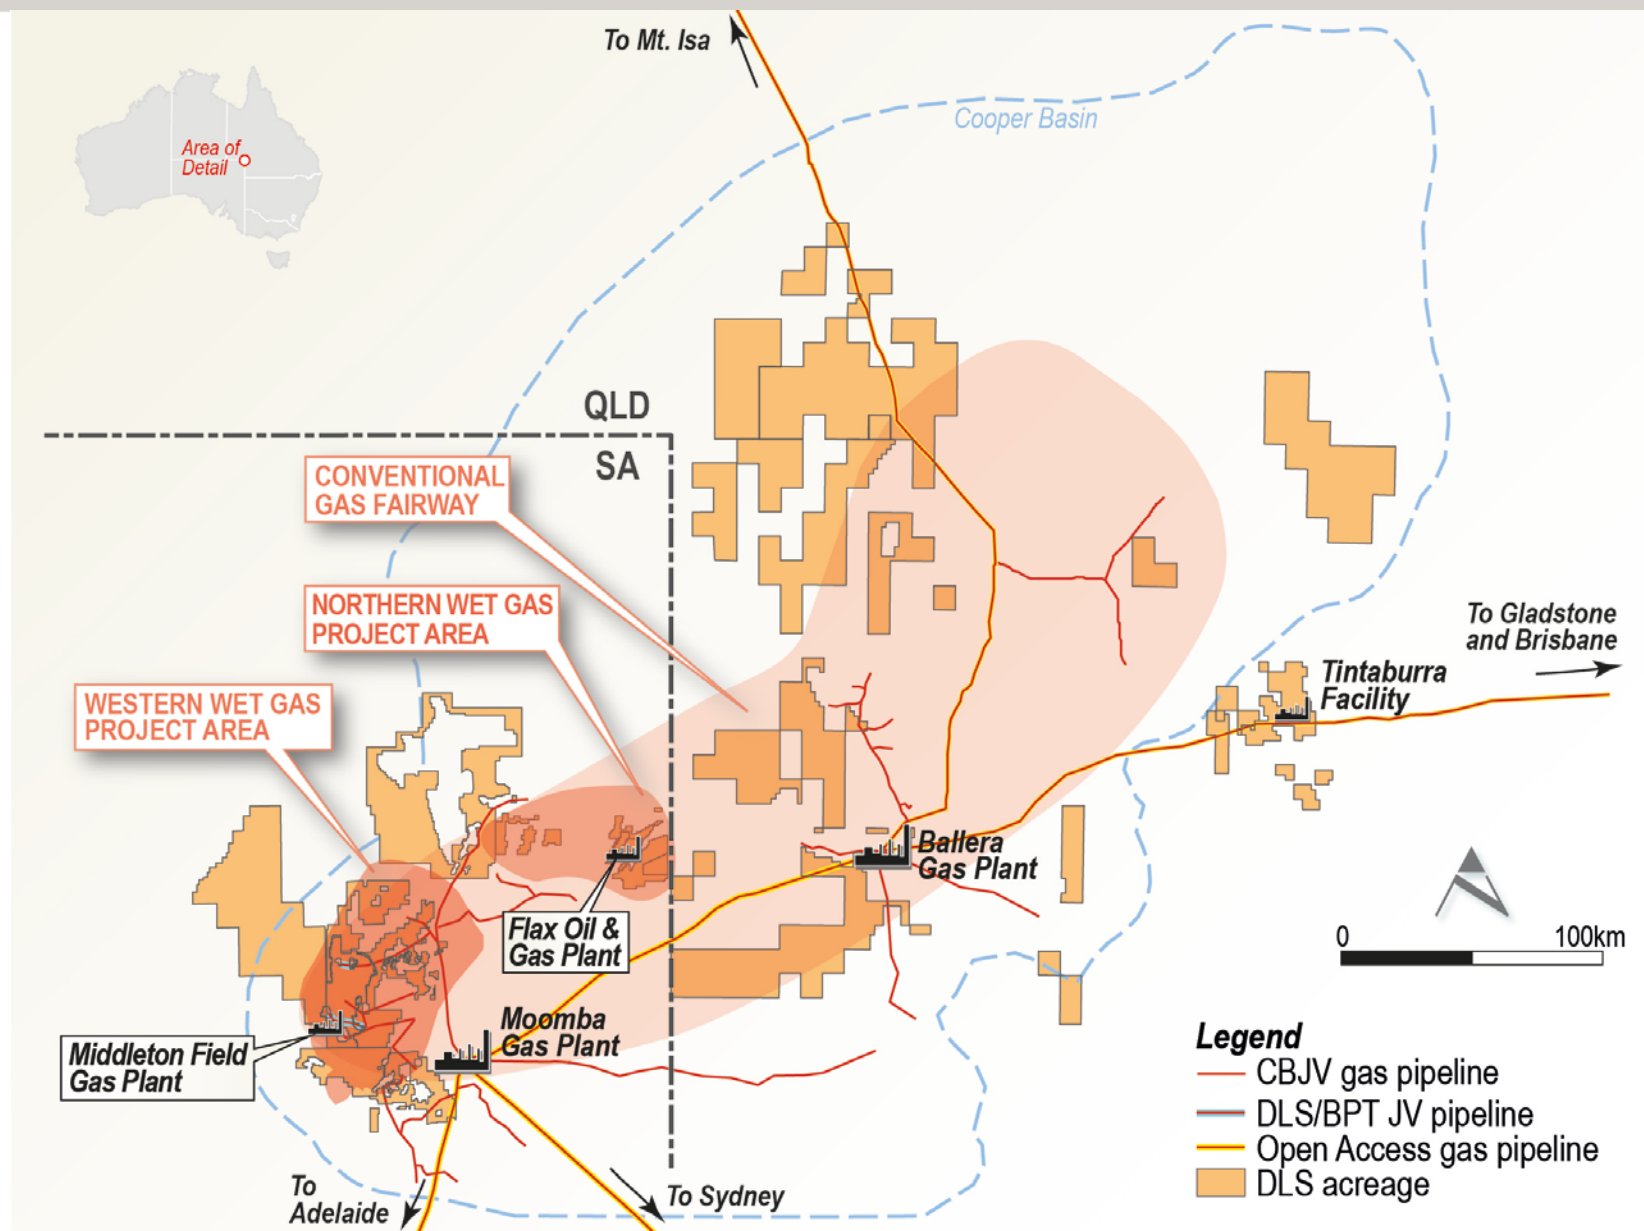 To Mt. Isa
Cooper Basin
Area of
Detail
QLD
SA
CONVENTIONAL
GAS FAIRWAY
NORTHERN WET GAS
PROJECT AREA
WESTERN WET GAS
PROJECT AREA
To Gladstone
and Brisbane
Tintaburra
Facility
Ballera
Gas Plant
Flax Oil &
Gas Plant
Moomba
Gas Plant
Middleton Field
Gas Plant
0 100km
To
Adelaide
To Sydney
Legend
CBJV gas pipeline
DLS/BPT JV pipeline
Open Access gas pipeline
DLS acreage